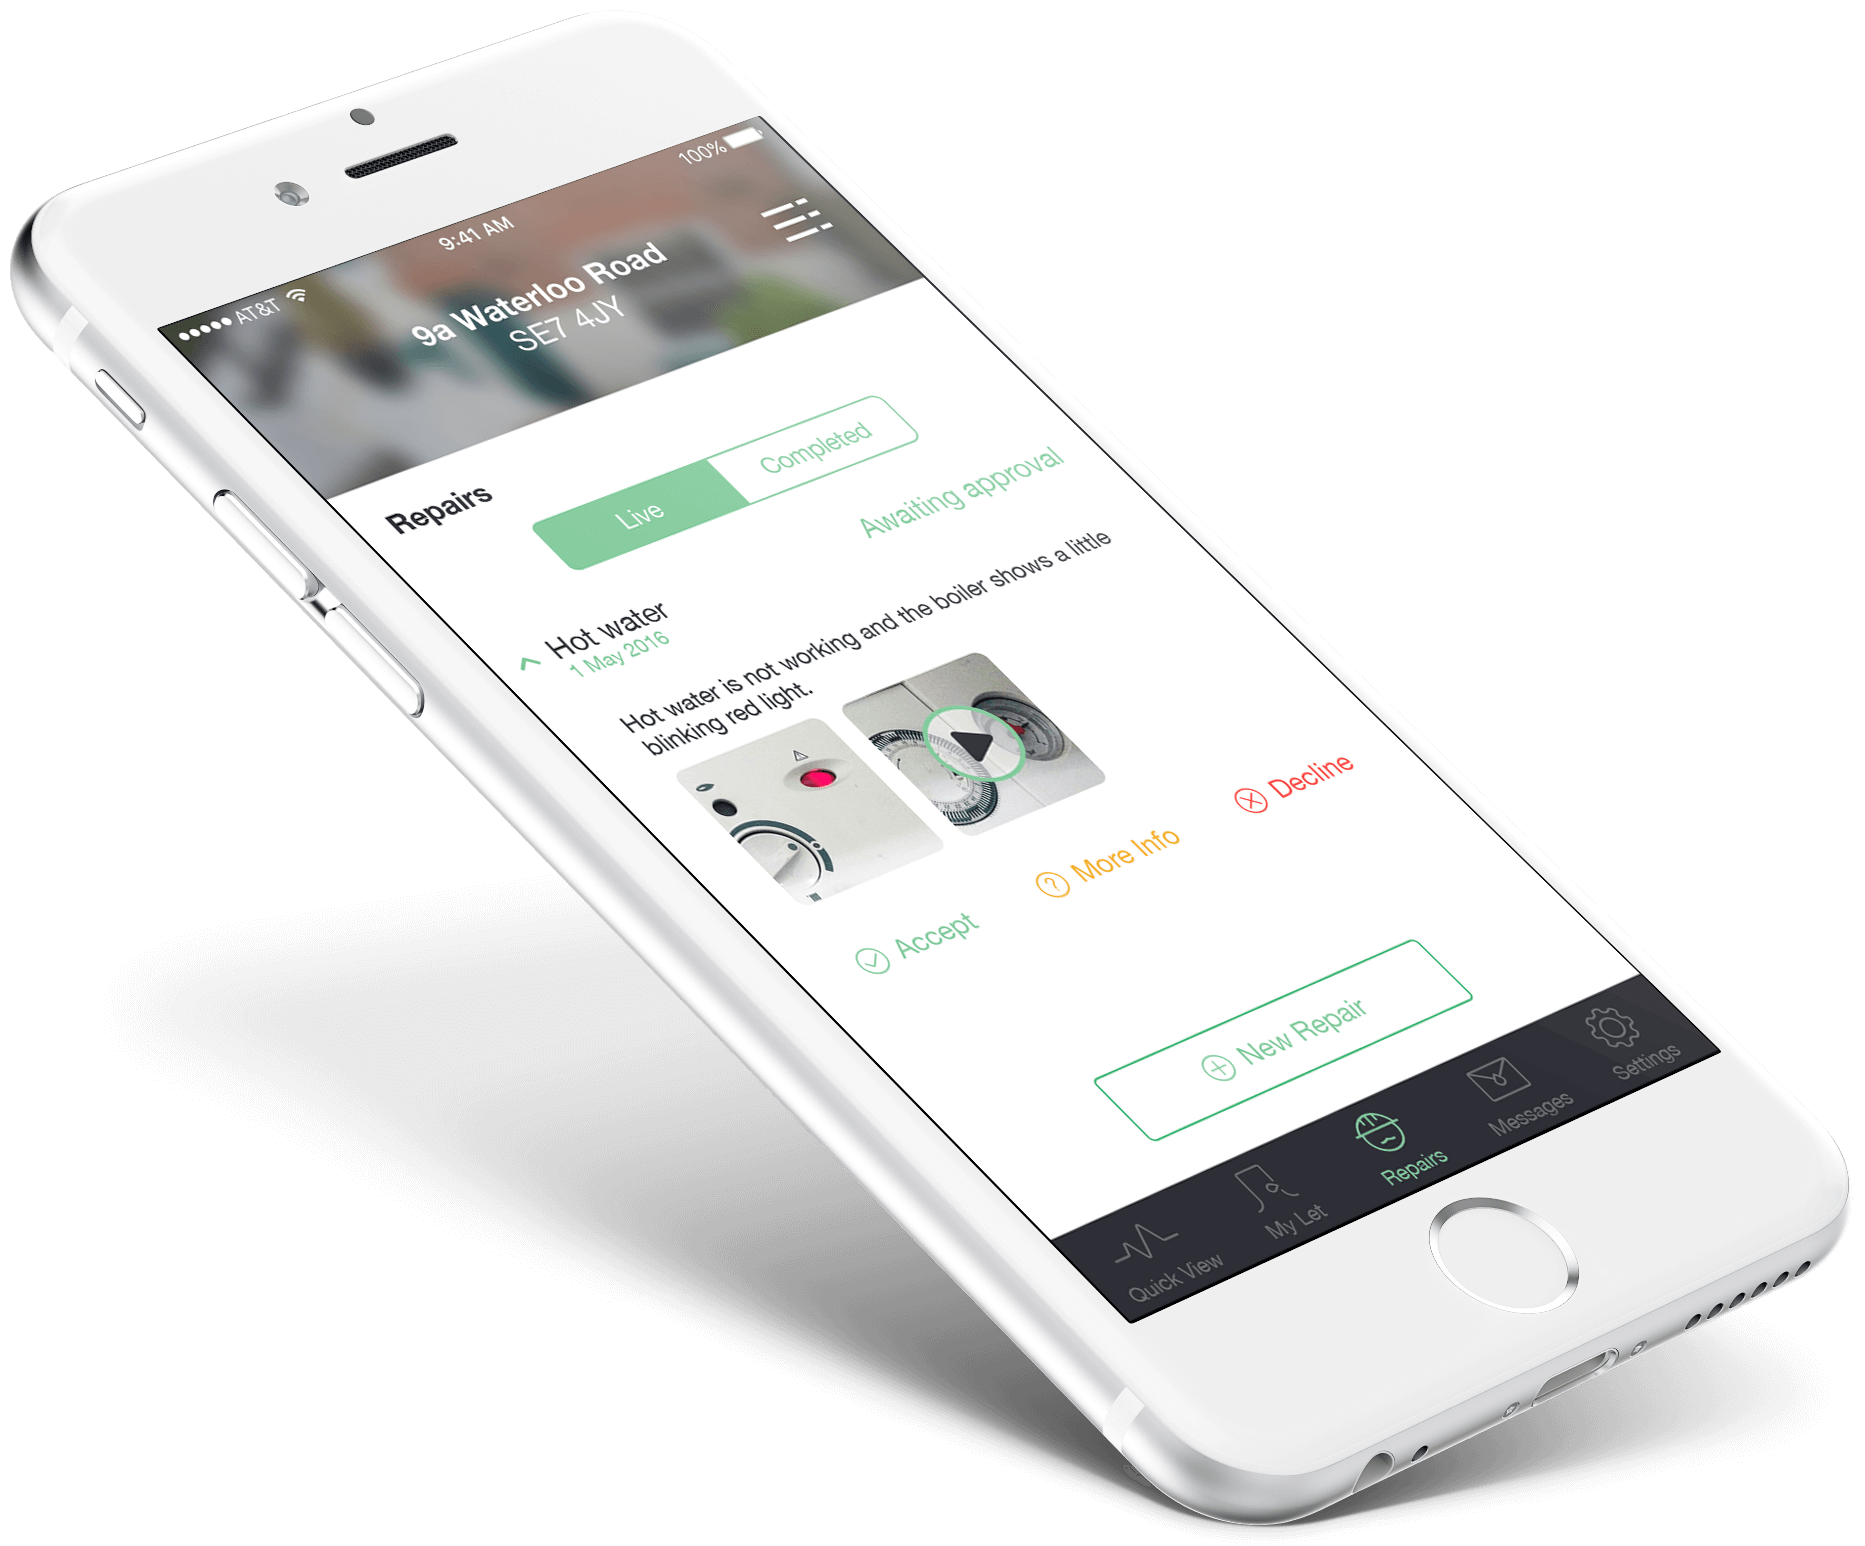 AT&T
9:41 AM
100%
9a Waterloo Road
SE7 4JY
Repairs
Live
Completed
Awaiting approval
Hot water
1 May 2016
Hot water is not working and the boiler shows a little
blinking red light.
Accept
? More Info
Decline
New Repair
Quick View
My Let
Repairs
Messages
Settings